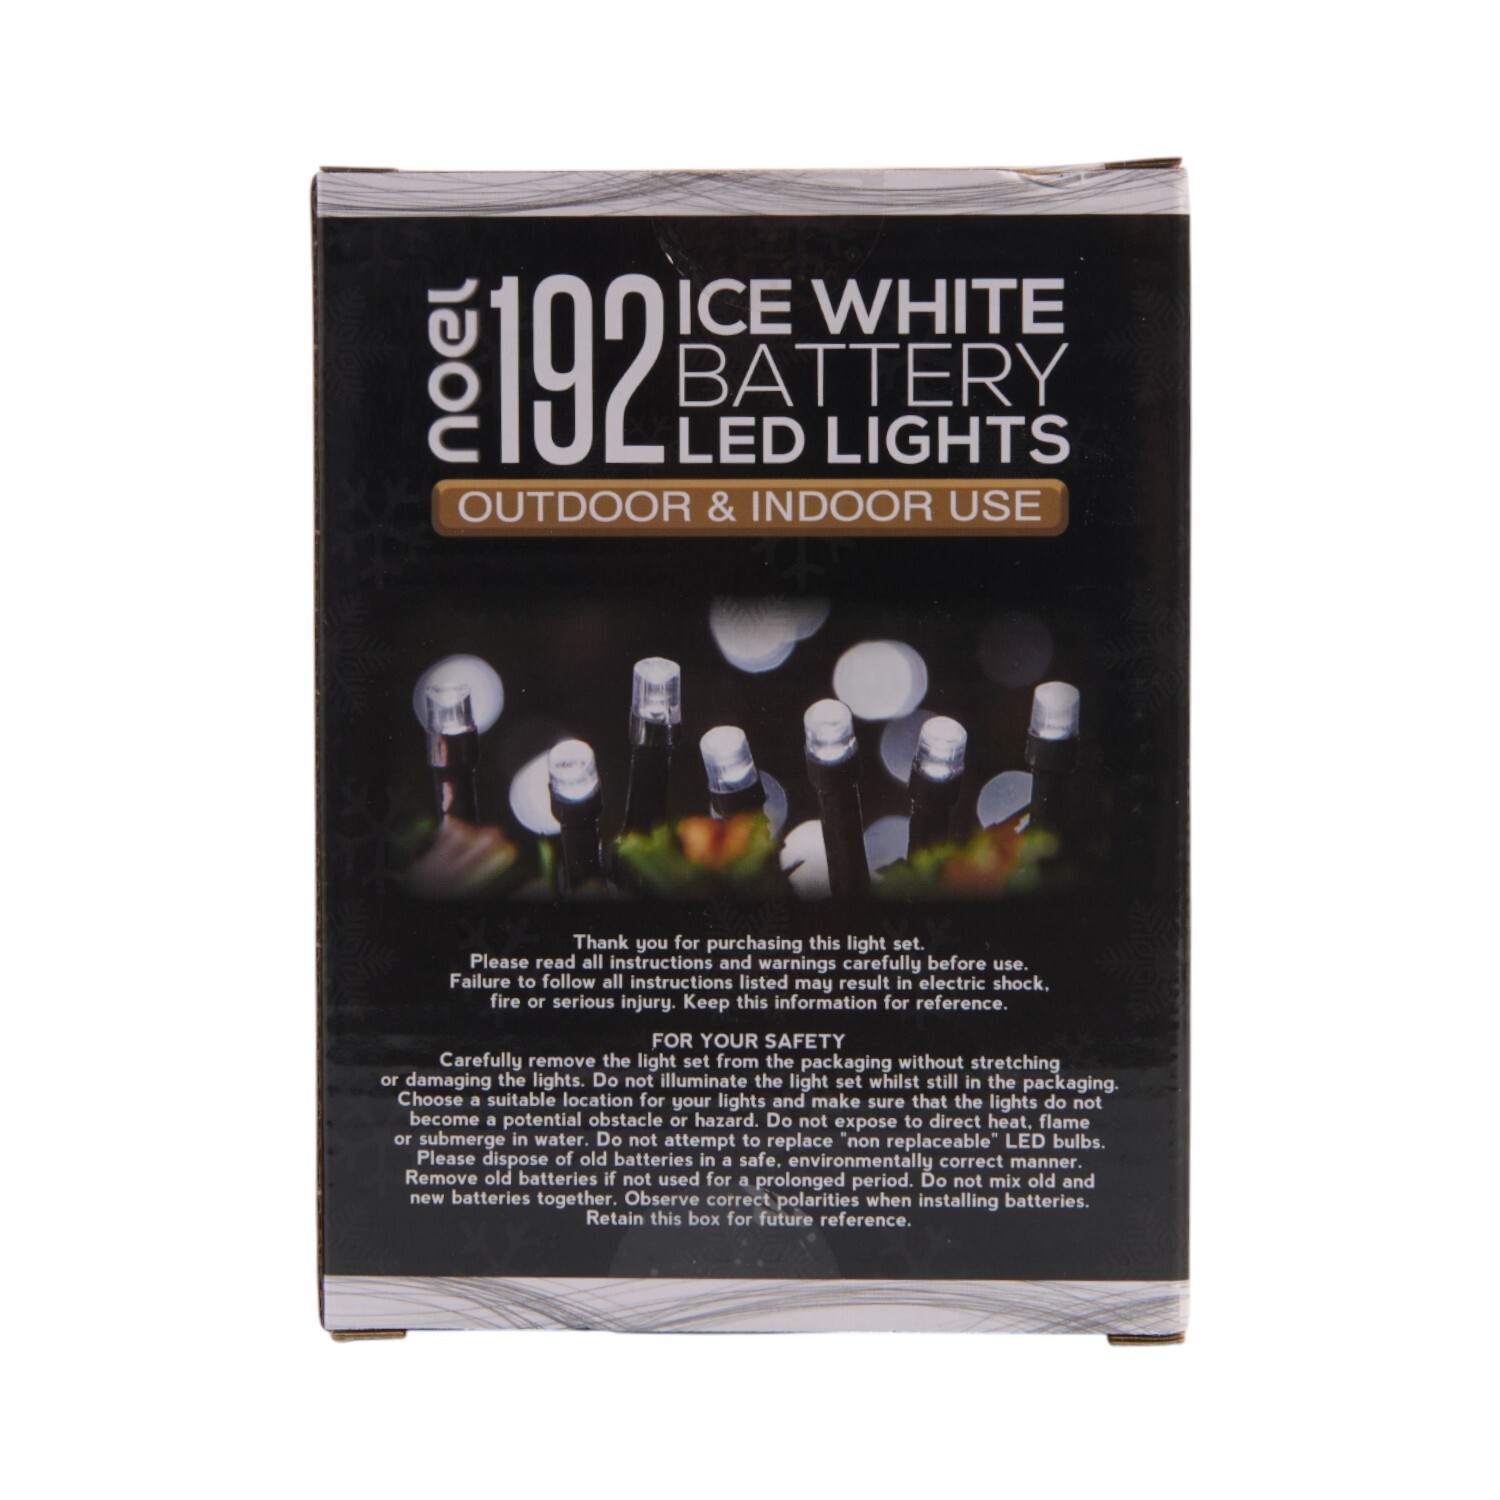 noel
192
ICE WHITE
BATTERY
LED LIGHTS
OUTDOOR & INDOOR USE
Thank you for purchasing this light set.
Please read all instructions and warnings carefully before use.
Failure to follow all instructions listed may result in electric shock,
fire or serious injury. Keep this information for reference.
FOR YOUR SAFETY
Carefully remove the light set from the packaging without stretching
or damaging the lights. Do not illuminate the light set whilst still in the packaging.
Choose a suitable location for your lights and make sure that the lights do not
become a potential obstacle or hazard. Do not expose to direct heat, flame
or submerge in water. Do not attempt to replace "non replaceable" LED bulbs.
Please dispose of old batteries in a safe, environmentally correct manner.
Remove old batteries if not used for a prolonged period. Do not mix old and
new batteries together. Observe correct polarities when installing batteries.
Retain this box for future reference.